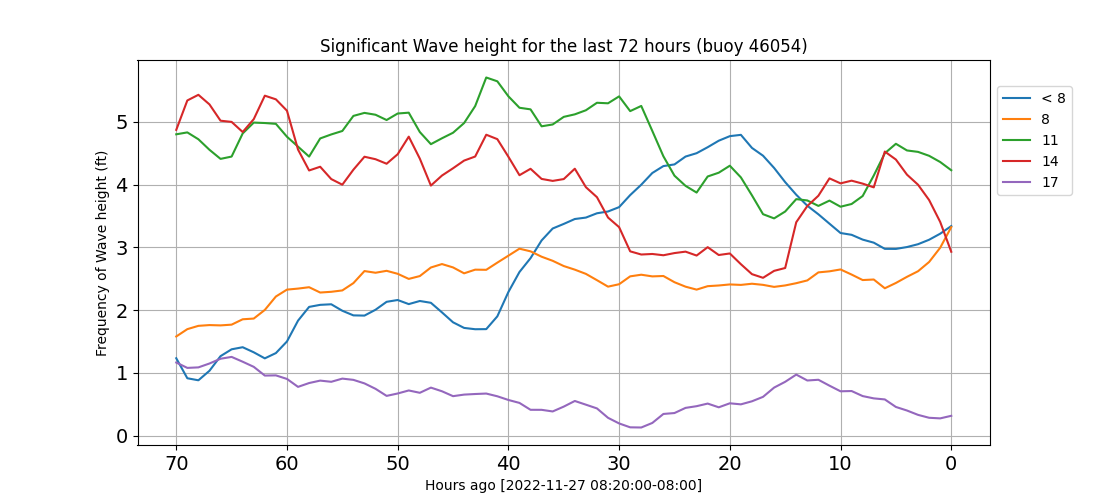 Significant Wave height for the last 72 hours (buoy 46054)
Frequency of Wave height (ft)
5
4
3
2
1
0
70 60 50 40 30 20 10 0
Hours ago [2022-11-27 08:20:00-08:00]
< 8
8
11
14
17